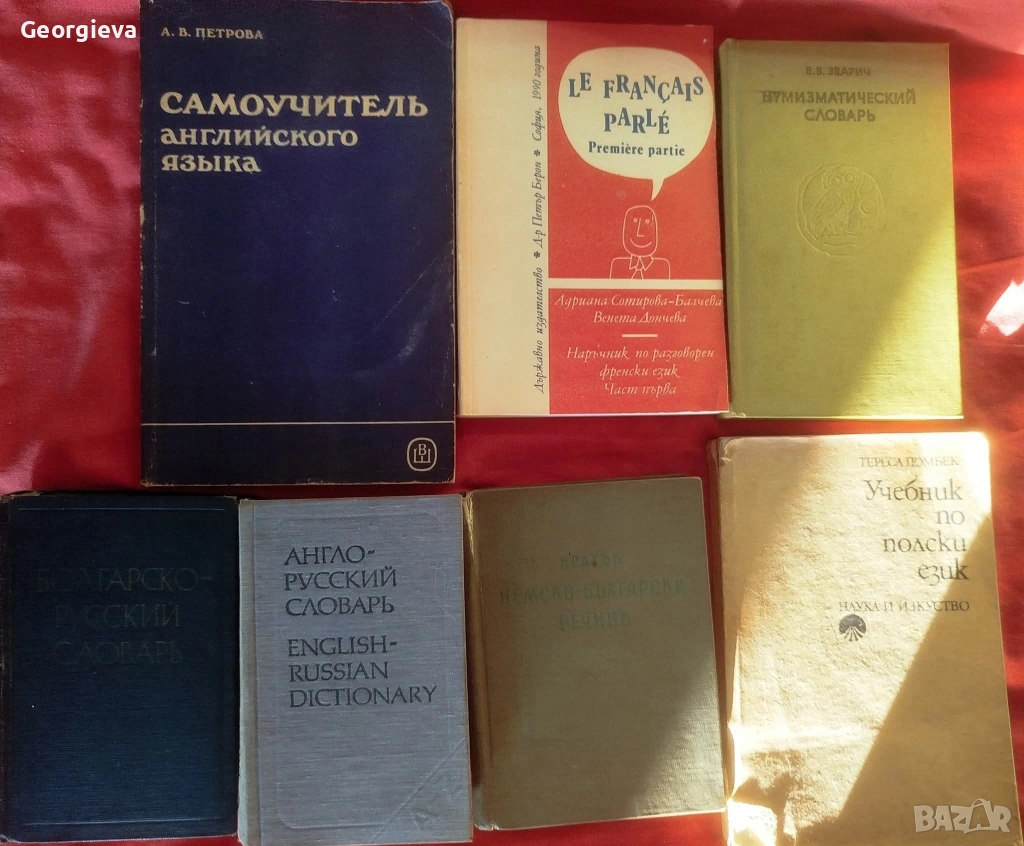 Georgieva
А. В. ПЕТРОВА
САМОУЧИТЕЛЬ
АНГЛИЙСКОГО
ЯЗЫКА
ВШ
Държавно издателство ✱ Д-р Петър Берон ✱ София, 1990 година
LE FRANÇAIS
PARLÉ
Première partie
Адриана Сотирова-Балчева
Венета Дончева
Наръчник по разговорен
френски език
Част първа
В.В. ЗВАРИЧ
НУМИЗМАТИЧЕСКИЙ
СЛОВАРЬ
БОЛГАРСКО-
РУССКИЙ
СЛОВАРЬ
АНГЛО-
РУССКИЙ
СЛОВАРЬ
ENGLISH-
RUSSIAN
DICTIONARY
КРАТЪК
НЕМСКО-БЪЛГАРСКИ
РЕЧНИК
ТЕРЕСА ДОМБЕК
Учебник
по
полски
език
НАУКА И ИЗКУСТВО
BAZAR